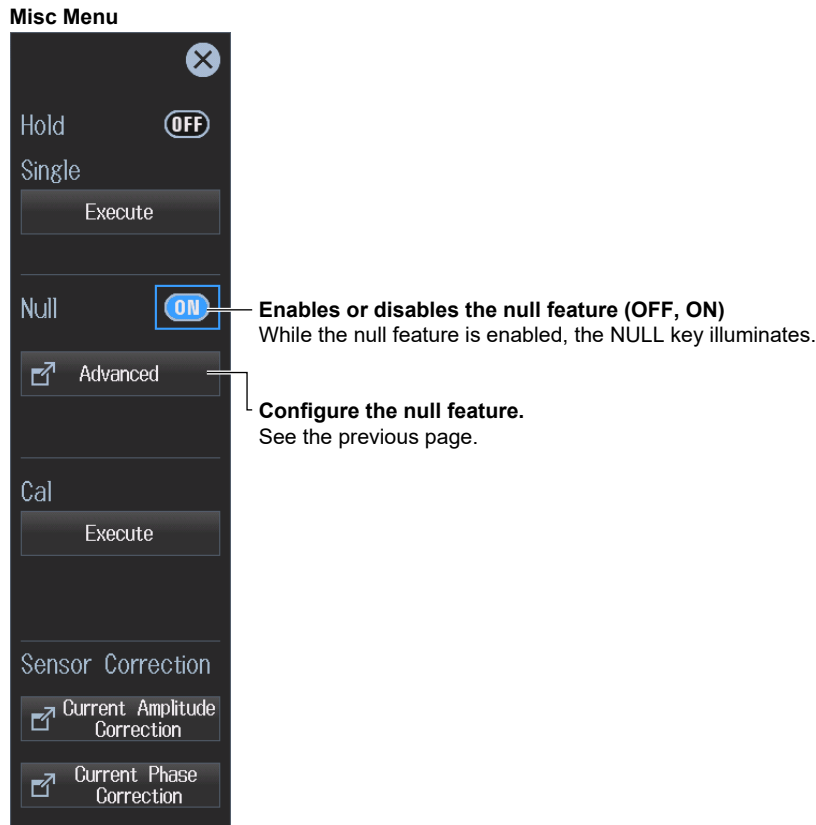 Misc Menu
Hold OFF
Single
Execute
Null ON
Enables or disables the null feature (OFF, ON)
While the null feature is enabled, the NULL key illuminates.
Advanced
Configure the null feature.
See the previous page.
Cal
Execute
Sensor Correction
Current Amplitude
Correction
Current Phase
Correction